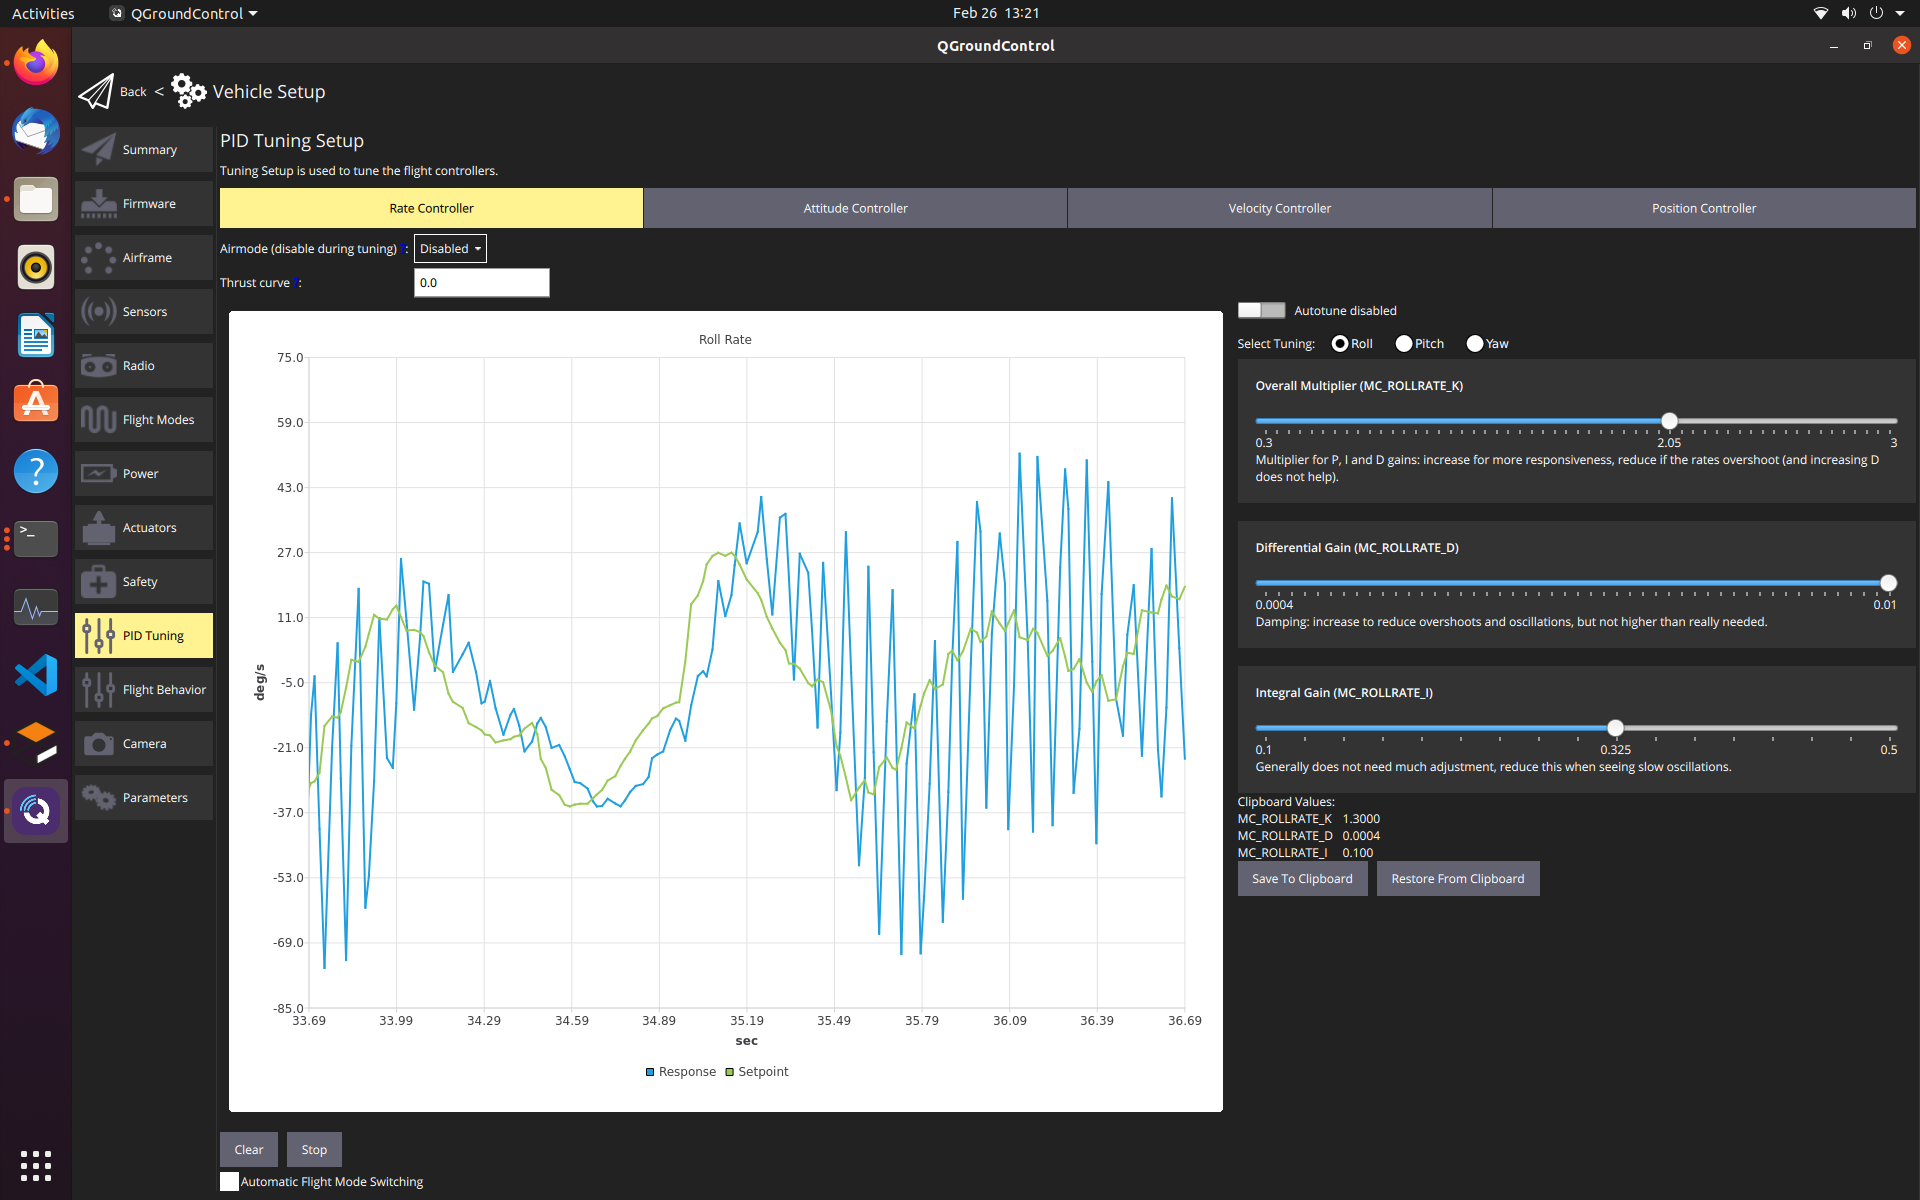 Activities
QGroundControl
Feb 26 13:21
QGroundControl
Back < Vehicle Setup
Summary
Firmware
Airframe
Sensors
Radio
Flight Modes
Power
Actuators
Safety
PID Tuning
Flight Behavior
Camera
Parameters
PID Tuning Setup
Tuning Setup is used to tune the flight controllers.
Rate Controller
Attitude Controller
Velocity Controller
Position Controller
Airmode (disable during tuning) ?: Disabled
Thrust curve ?: 0.0
Roll Rate
75.0
59.0
43.0
27.0
11.0
-5.0
-21.0
-37.0
-53.0
-69.0
-85.0
deg/s
33.69 33.99 34.29 34.59 34.89 35.19 35.49 35.79 36.09 36.39 36.69
sec
Response Setpoint
Clear
Stop
Automatic Flight Mode Switching
Autotune disabled
Select Tuning: Roll Pitch Yaw
Overall Multiplier (MC_ROLLRATE_K)
0.3 2.05 3
Multiplier for P, I and D gains: increase for more responsiveness, reduce if the rates overshoot (and increasing D
does not help).
Differential Gain (MC_ROLLRATE_D)
0.0004 0.01
Damping: increase to reduce overshoots and oscillations, but not higher than really needed.
Integral Gain (MC_ROLLRATE_I)
0.1 0.325 0.5
Generally does not need much adjustment, reduce this when seeing slow oscillations.
Clipboard Values:
MC_ROLLRATE_K 1.3000
MC_ROLLRATE_D 0.0004
MC_ROLLRATE_I 0.100
Save To Clipboard
Restore From Clipboard